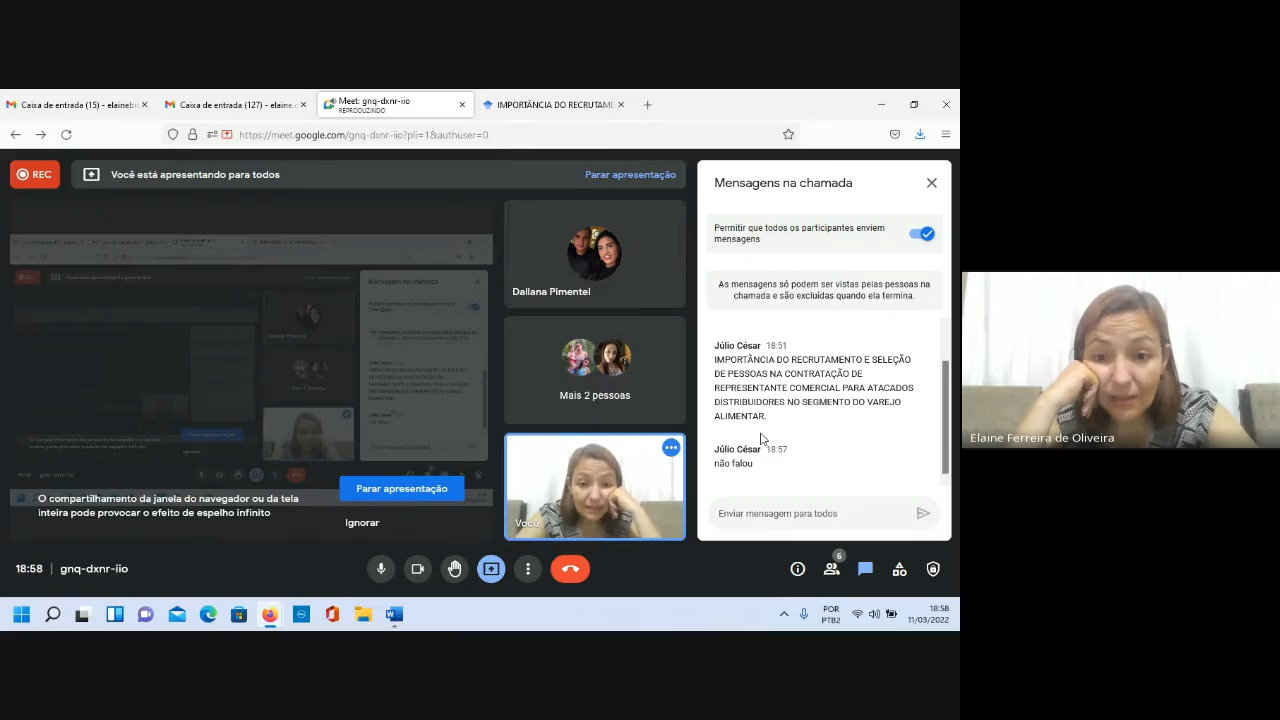 Caixa de entrada (15) - elainebi
Caixa de entrada (127) - elaine.o
Meet: gnq-dxnr-iio
REPRODUZINDO
IMPORTÂNCIA DO RECRUTAME
https://meet.google.com/gnq-dxnr-iio?pli=1&authuser=0
REC
Você está apresentando para todos
Parar apresentação
Mensagens na chamada
Permitir que todos os participantes enviem
mensagens
As mensagens só podem ser vistas pelas pessoas na
chamada e são excluídas quando ela termina.
Júlio César 18:51
IMPORTÂNCIA DO RECRUTAMENTO E SELEÇÃO
DE PESSOAS NA CONTRATAÇÃO DE
REPRESENTANTE COMERCIAL PARA ATACADOS
DISTRIBUIDORES NO SEGMENTO DO VAREJO
ALIMENTAR.
Júlio César 18:57
não falou
Enviar mensagem para todos
Dallana Pimentel
Mais 2 pessoas
Você
O compartilhamento da janela do navegador ou da tela
inteira pode provocar o efeito de espelho infinito
Parar apresentação
Ignorar
18:58 | gnq-dxnr-iio
6
POR
PTB2
18:58
11/03/2022
Elaine Ferreira de Oliveira